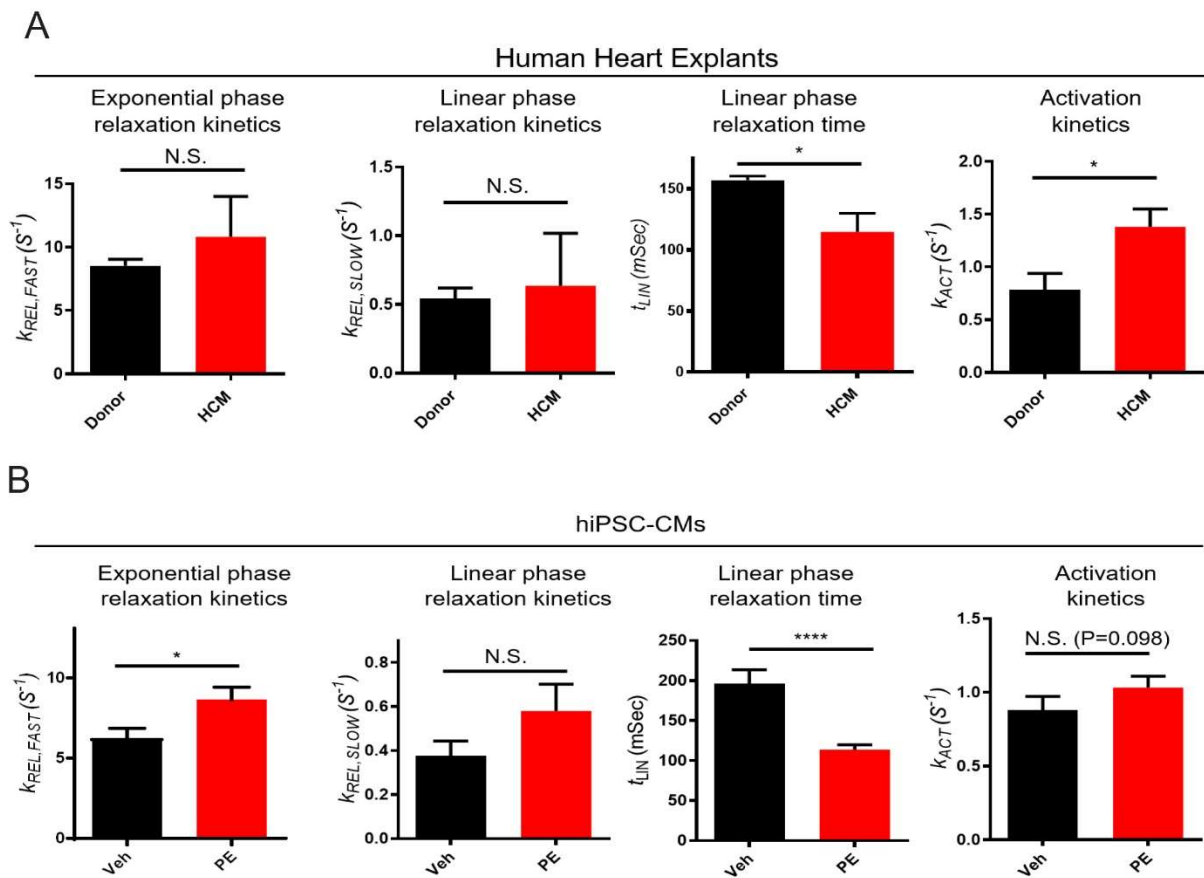 A
Human Heart Explants
Exponential phase
relaxation kinetics
N.S.
15
10
5
0
kREL,FAST (S⁻¹)
Donor
HCM
Linear phase
relaxation kinetics
N.S.
1.5
1.0
0.5
0.0
kREL,SLOW (S⁻¹)
Donor
HCM
Linear phase
relaxation time
*
150
100
50
0
tLIN (mSec)
Donor
HCM
Activation
kinetics
*
2.0
1.5
1.0
0.5
0.0
kACT (S⁻¹)
Donor
HCM
B
hiPSC-CMs
Exponential phase
relaxation kinetics
*
10
5
0
kREL,FAST (S⁻¹)
Veh
PE
Linear phase
relaxation kinetics
N.S.
0.8
0.6
0.4
0.2
0.0
kREL,SLOW (S⁻¹)
Veh
PE
Linear phase
relaxation time
****
250
200
150
100
50
0
tLIN (mSec)
Veh
PE
Activation
kinetics
N.S. (P=0.098)
1.5
1.0
0.5
0.0
kACT (S⁻¹)
Veh
PE